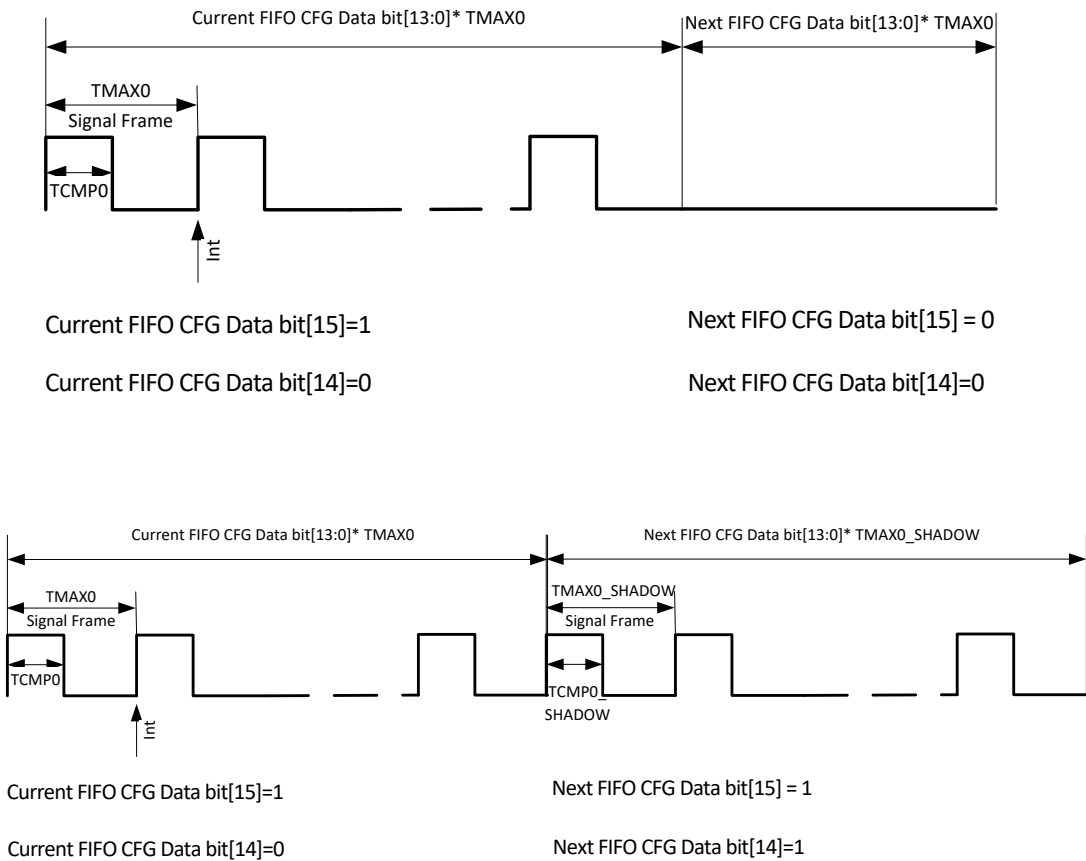 Current FIFO CFG Data bit[13:0]* TMAX0
Next FIFO CFG Data bit[13:0]* TMAX0
TMAX0
Signal Frame
TCMP0
Int
Current FIFO CFG Data bit[15]=1
Next FIFO CFG Data bit[15] = 0
Current FIFO CFG Data bit[14]=0
Next FIFO CFG Data bit[14]=0
Current FIFO CFG Data bit[13:0]* TMAX0
Next FIFO CFG Data bit[13:0]* TMAX0_SHADOW
TMAX0
Signal Frame
TMAX0_SHADOW
Signal Frame
TCMP0
TCMP0_
SHADOW
Int
Current FIFO CFG Data bit[15]=1
Next FIFO CFG Data bit[15] = 1
Current FIFO CFG Data bit[14]=0
Next FIFO CFG Data bit[14]=1